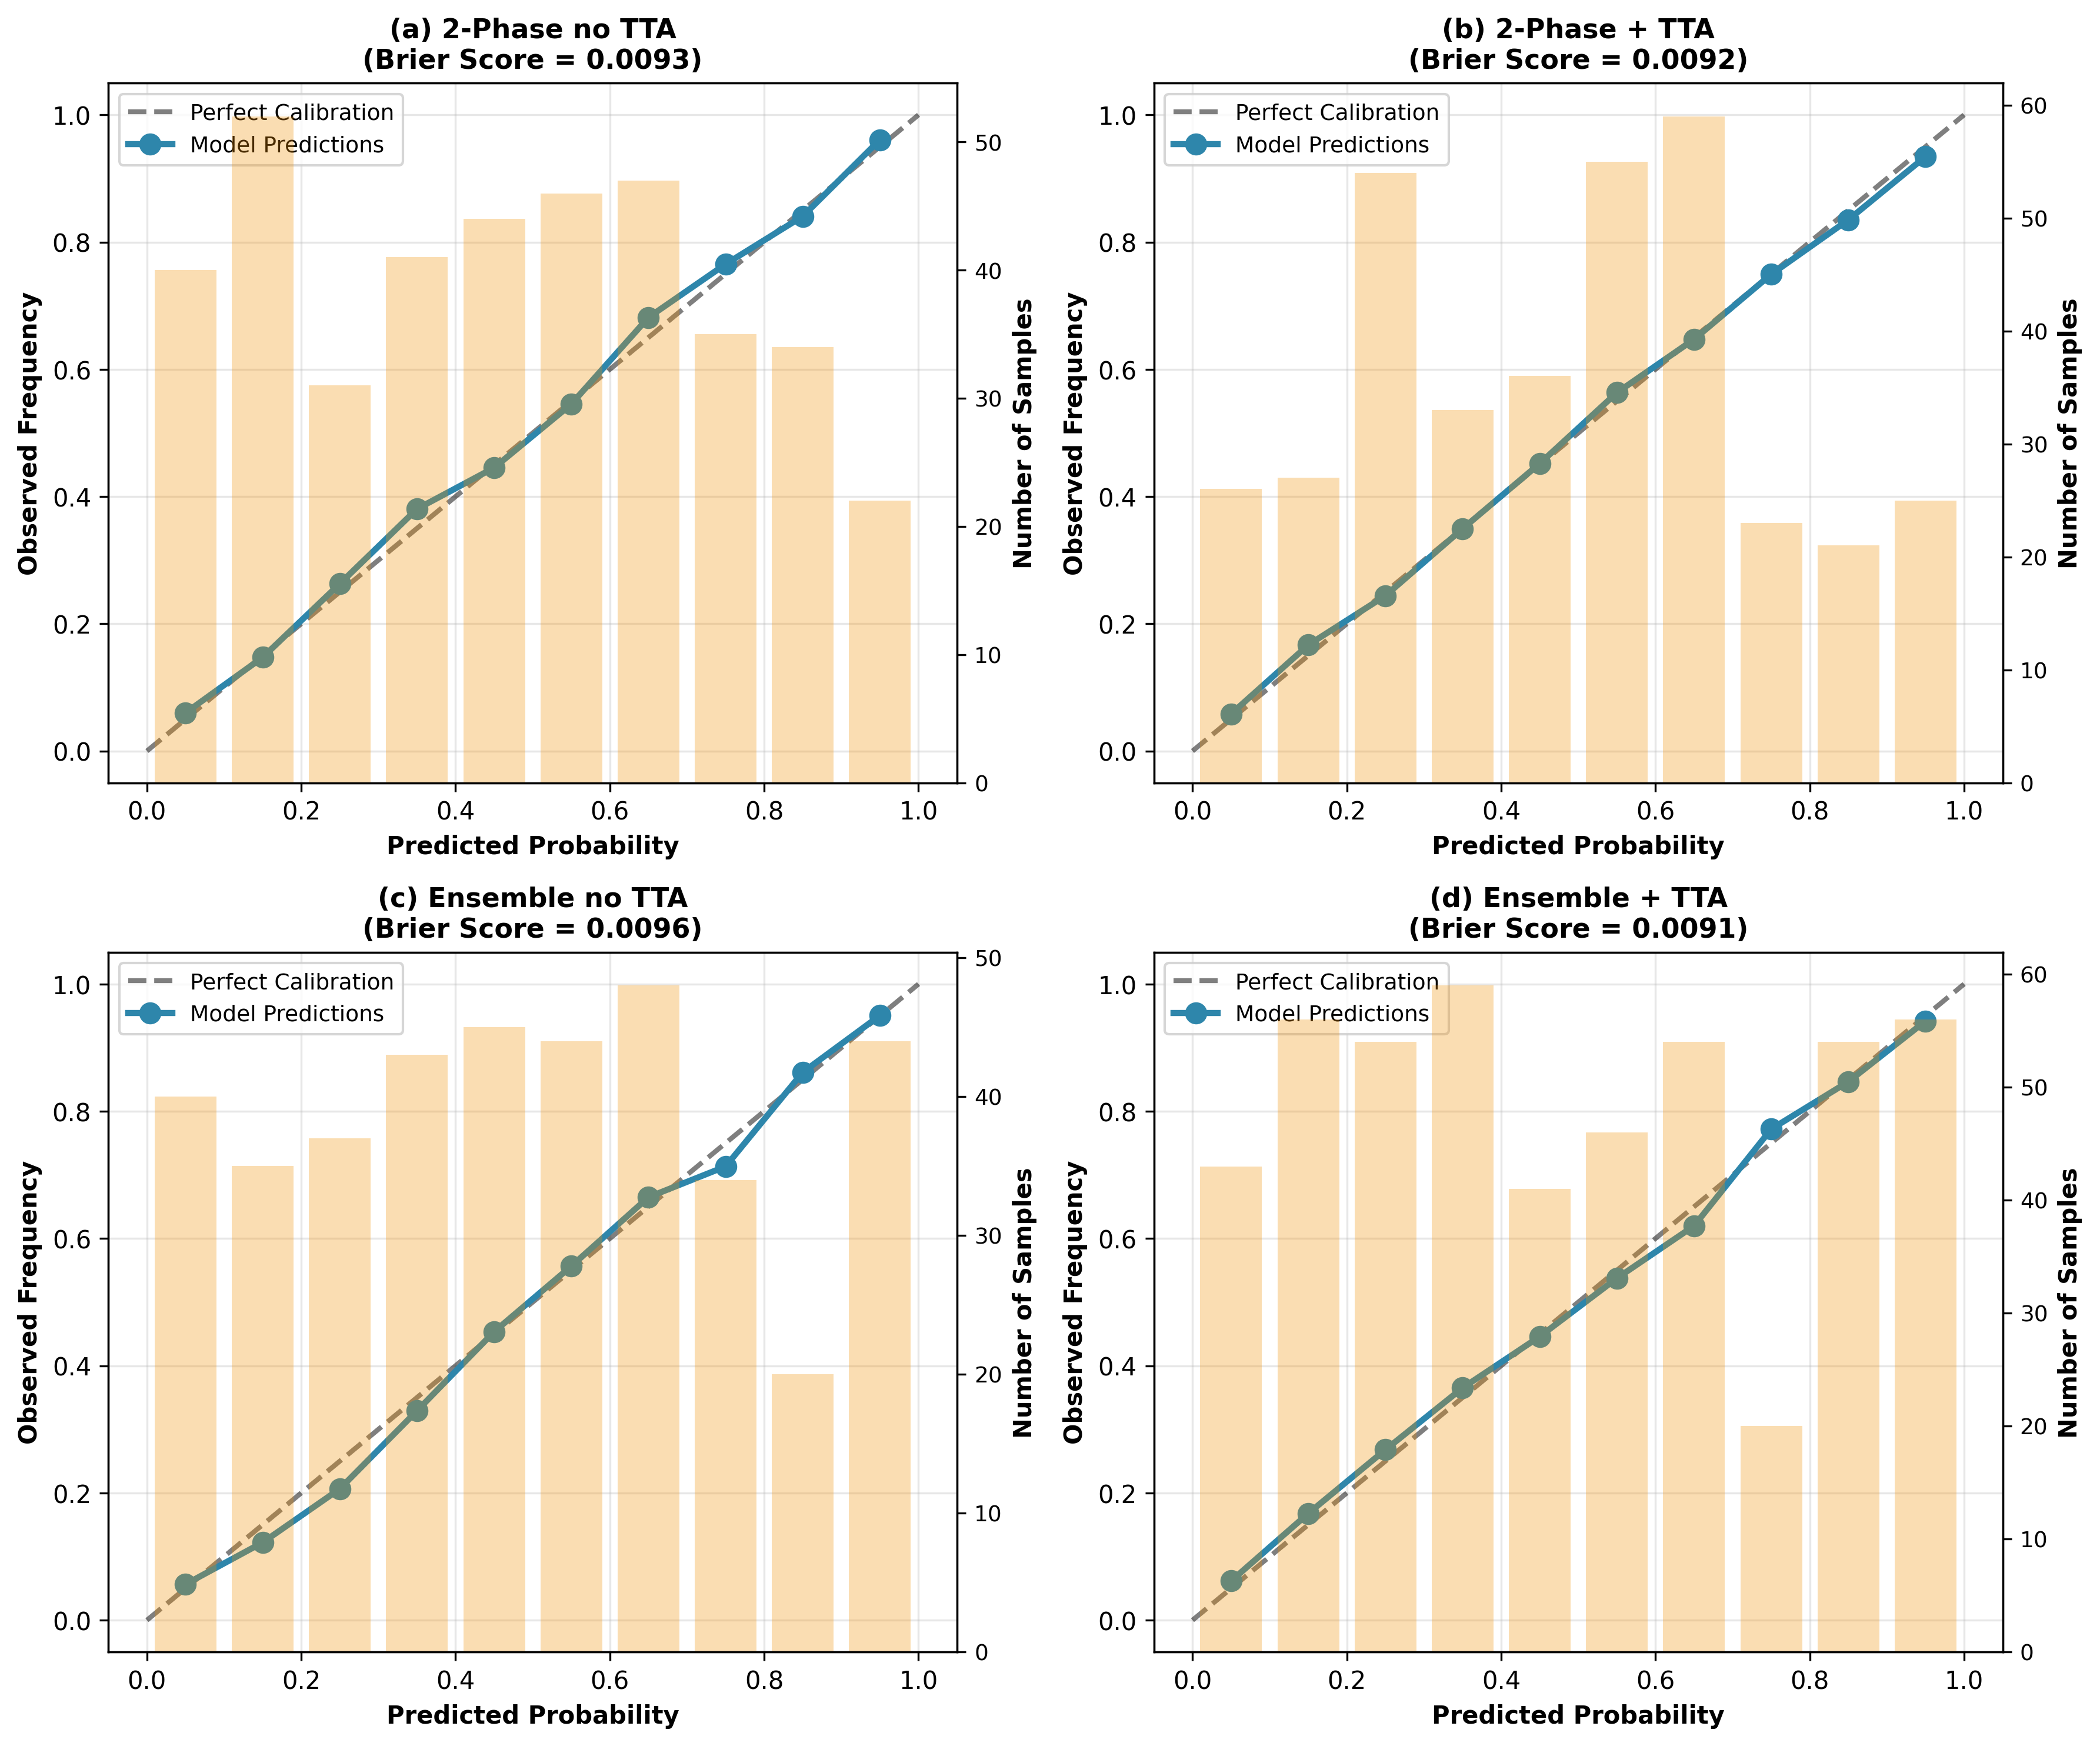 (a) 2-Phase no TTA
(Brier Score = 0.0093)
Perfect Calibration
Model Predictions
1.0
0.8
0.6
0.4
0.2
0.0
Observed Frequency
50
40
30
20
10
0
Number of Samples
0.0 0.2 0.4 0.6 0.8 1.0
Predicted Probability
(b) 2-Phase + TTA
(Brier Score = 0.0092)
Perfect Calibration
Model Predictions
1.0
0.8
0.6
0.4
0.2
0.0
Observed Frequency
60
50
40
30
20
10
0
Number of Samples
0.0 0.2 0.4 0.6 0.8 1.0
Predicted Probability
(c) Ensemble no TTA
(Brier Score = 0.0096)
Perfect Calibration
Model Predictions
1.0
0.8
0.6
0.4
0.2
0.0
Observed Frequency
50
40
30
20
10
0
Number of Samples
0.0 0.2 0.4 0.6 0.8 1.0
Predicted Probability
(d) Ensemble + TTA
(Brier Score = 0.0091)
Perfect Calibration
Model Predictions
1.0
0.8
0.6
0.4
0.2
0.0
Observed Frequency
60
50
40
30
20
10
0
Number of Samples
0.0 0.2 0.4 0.6 0.8 1.0
Predicted Probability